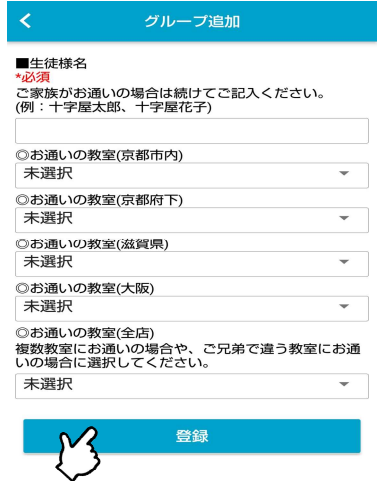 グループ追加
■生徒様名
*必須
ご家族がお通いの場合は続けてご記入ください。
(例：十字屋太郎、十字屋花子)
◎お通いの教室(京都市内)
未選択
◎お通いの教室(京都府下)
未選択
◎お通いの教室(滋賀県)
未選択
◎お通いの教室(大阪)
未選択
◎お通いの教室(全店)
複数教室にお通いの場合や、ご兄弟で違う教室にお通
いの場合に選択してください。
未選択
登録